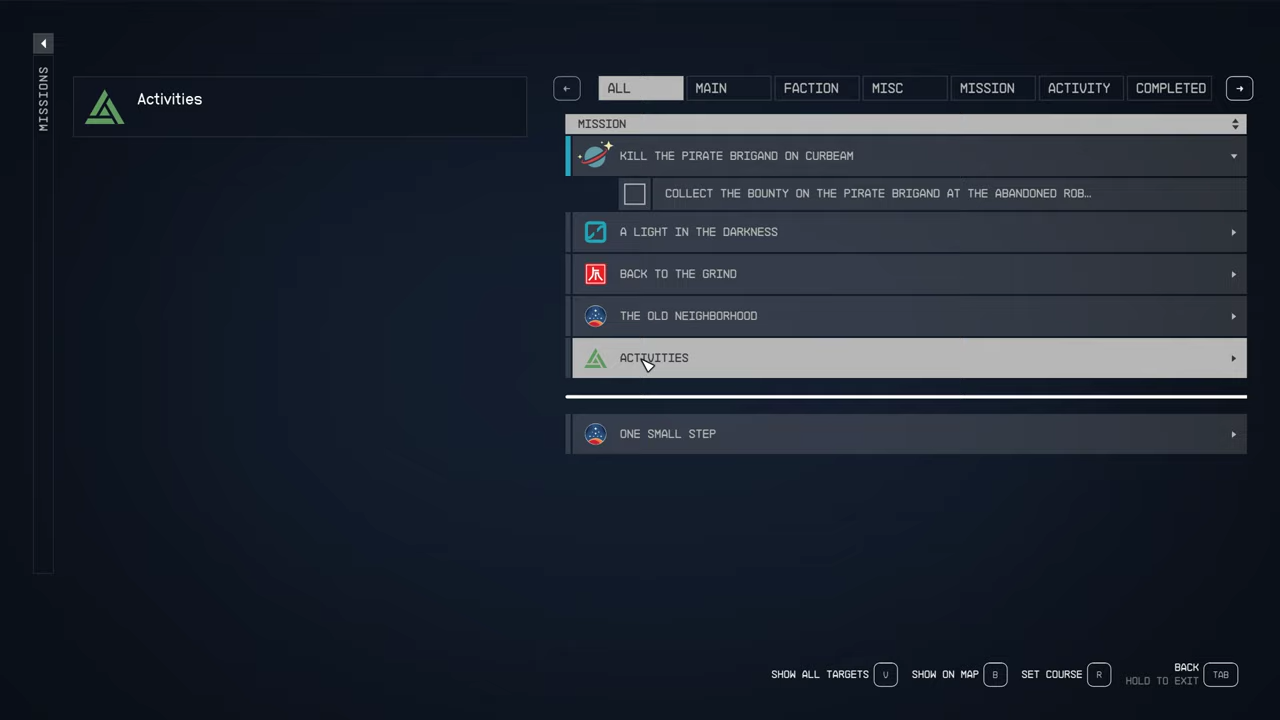 MISSIONS
Activities
ALL MAIN FACTION MISC MISSION ACTIVITY COMPLETED
MISSION
KILL THE PIRATE BRIGAND ON CURBEAM
COLLECT THE BOUNTY ON THE PIRATE BRIGAND AT THE ABANDONED ROB...
A LIGHT IN THE DARKNESS
BACK TO THE GRIND
THE OLD NEIGHBORHOOD
ACTIVITIES
ONE SMALL STEP
SHOW ALL TARGETS V SHOW ON MAP B SET COURSE R BACK TAB
HOLD TO EXIT